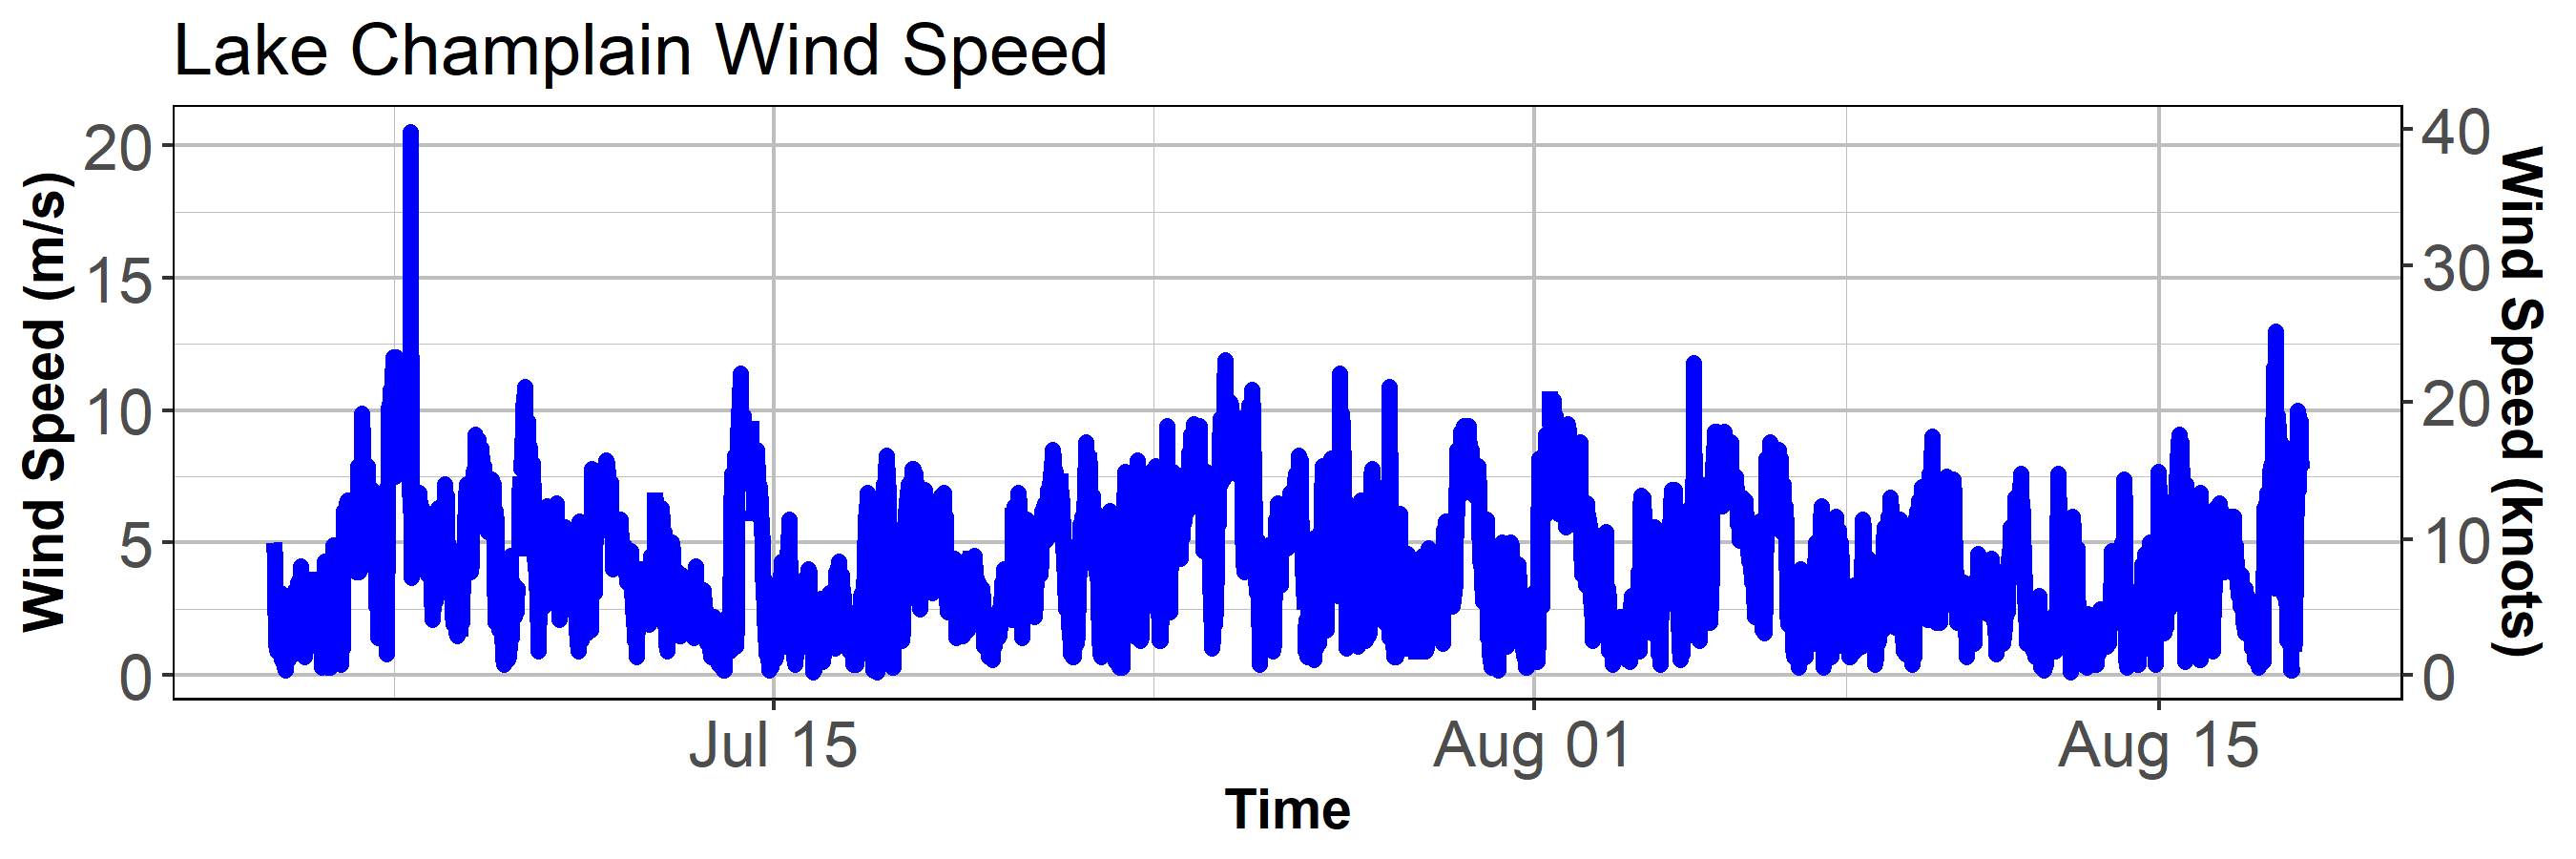 Lake Champlain Wind Speed
20
15
10
5
0
Wind Speed (m/s)
40
30
20
10
0
Wind Speed (knots)
Jul 15
Aug 01
Aug 15
Time